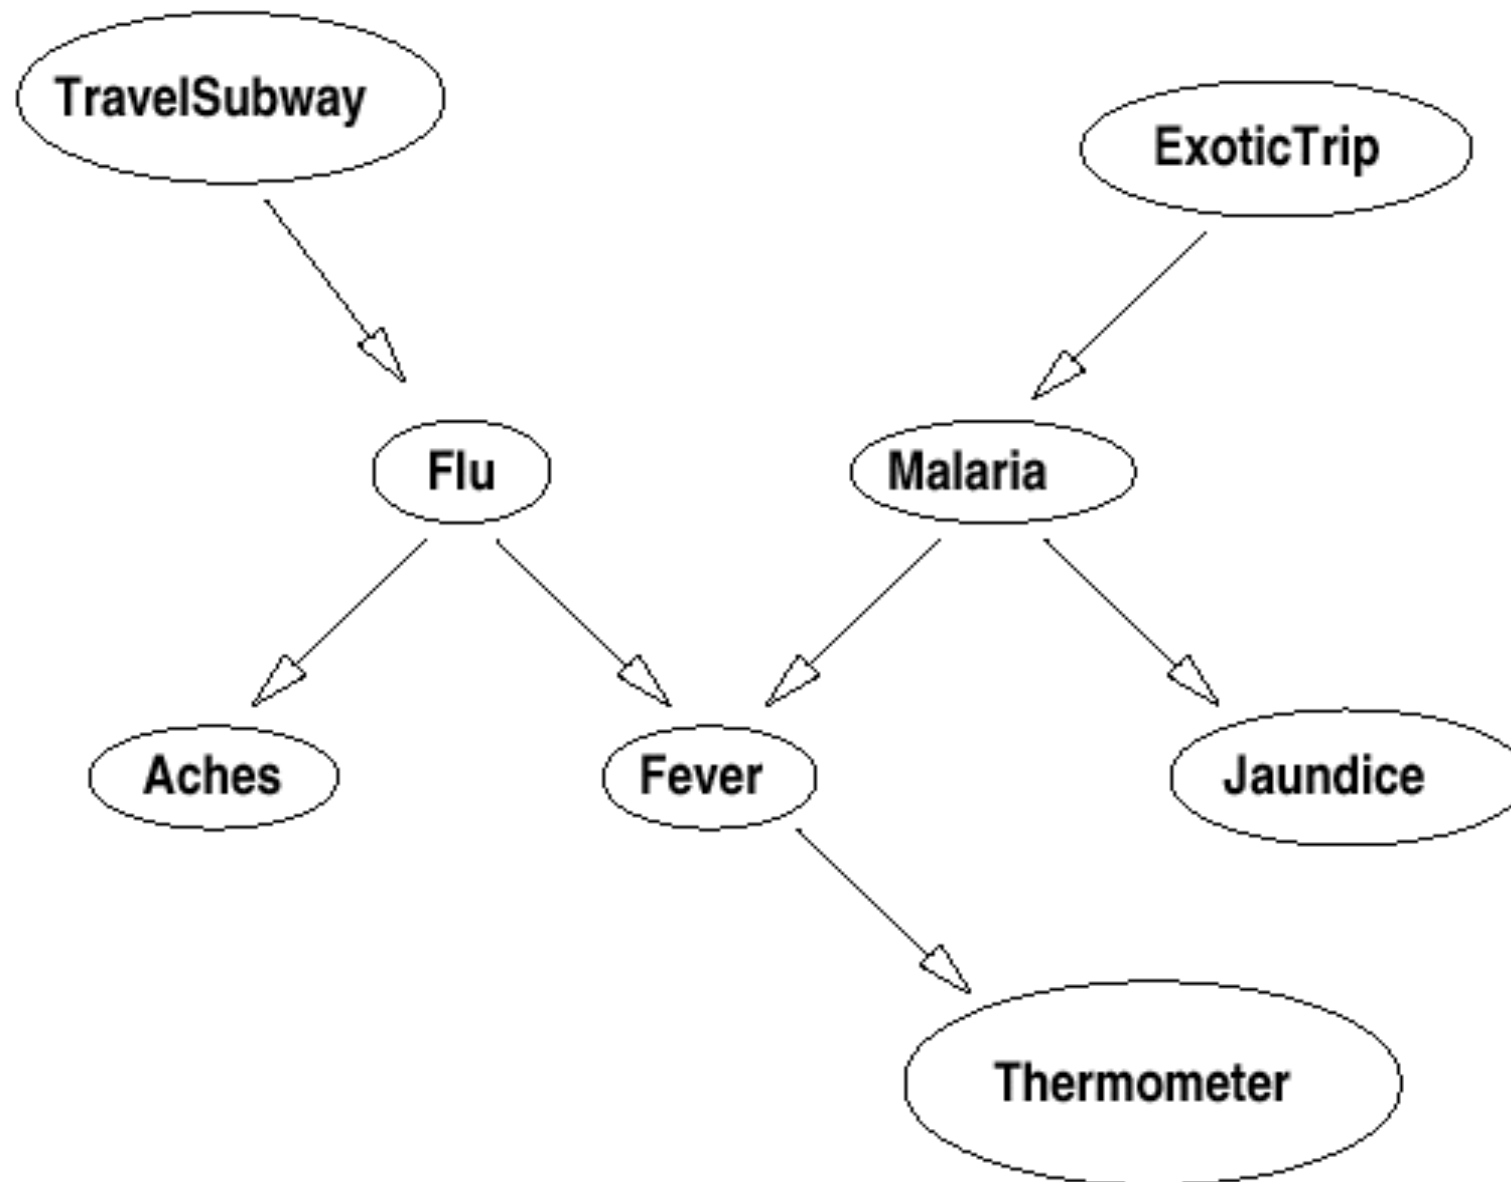 TravelSubway
ExoticTrip
Flu
Malaria
Aches
Fever
Jaundice
Thermometer